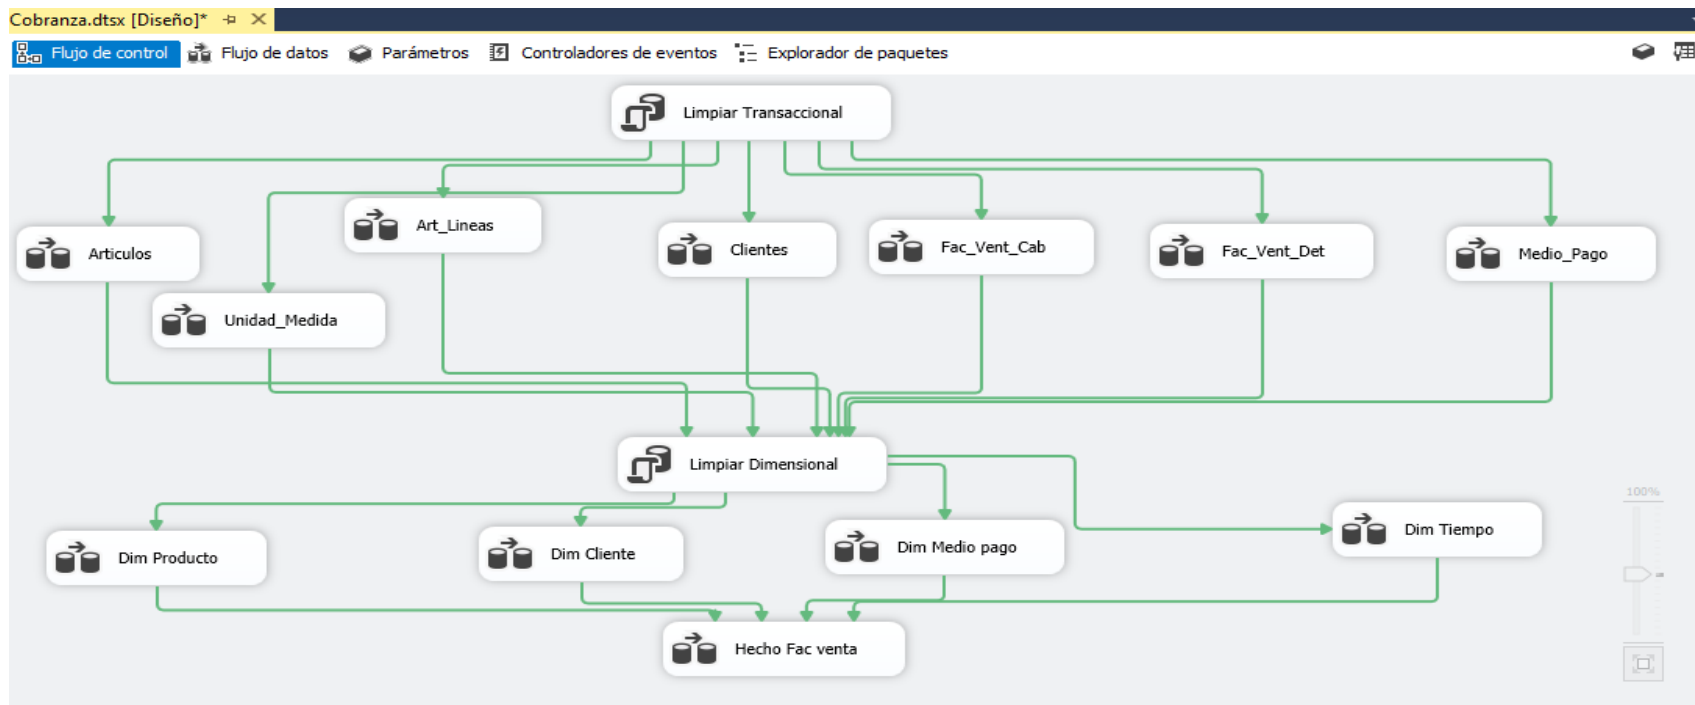 Cobranza.dtsx [Diseño]*
Flujo de control
Flujo de datos
Parámetros
Controladores de eventos
Explorador de paquetes
Limpiar Transaccional
Art_Lineas
Articulos
Clientes
Fac_Vent_Cab
Fac_Vent_Det
Medio_Pago
Unidad_Medida
Limpiar Dimensional
100%
Dim Producto
Dim Cliente
Dim Medio pago
Dim Tiempo
Hecho Fac venta